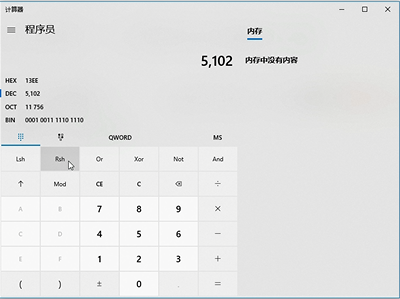 计算器
程序员
内存
5,102
内存中没有内容
HEX 13EE
DEC 5,102
OCT 11 756
BIN 0001 0011 1110 1110
QWORD MS
Lsh Rsh Or Xor Not And
↑ Mod CE C ⌫ ÷
A B 7 8 9 ×
C D 4 5 6 −
E F 1 2 3 +
( ) ± 0 . =